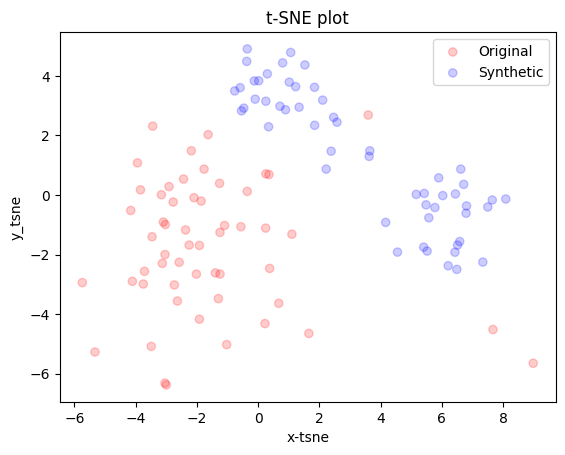 t-SNE plot
Original
Synthetic
4
2
0
−2
−4
−6
y_tsne
−6 −4 −2 0 2 4 6 8
x-tsne